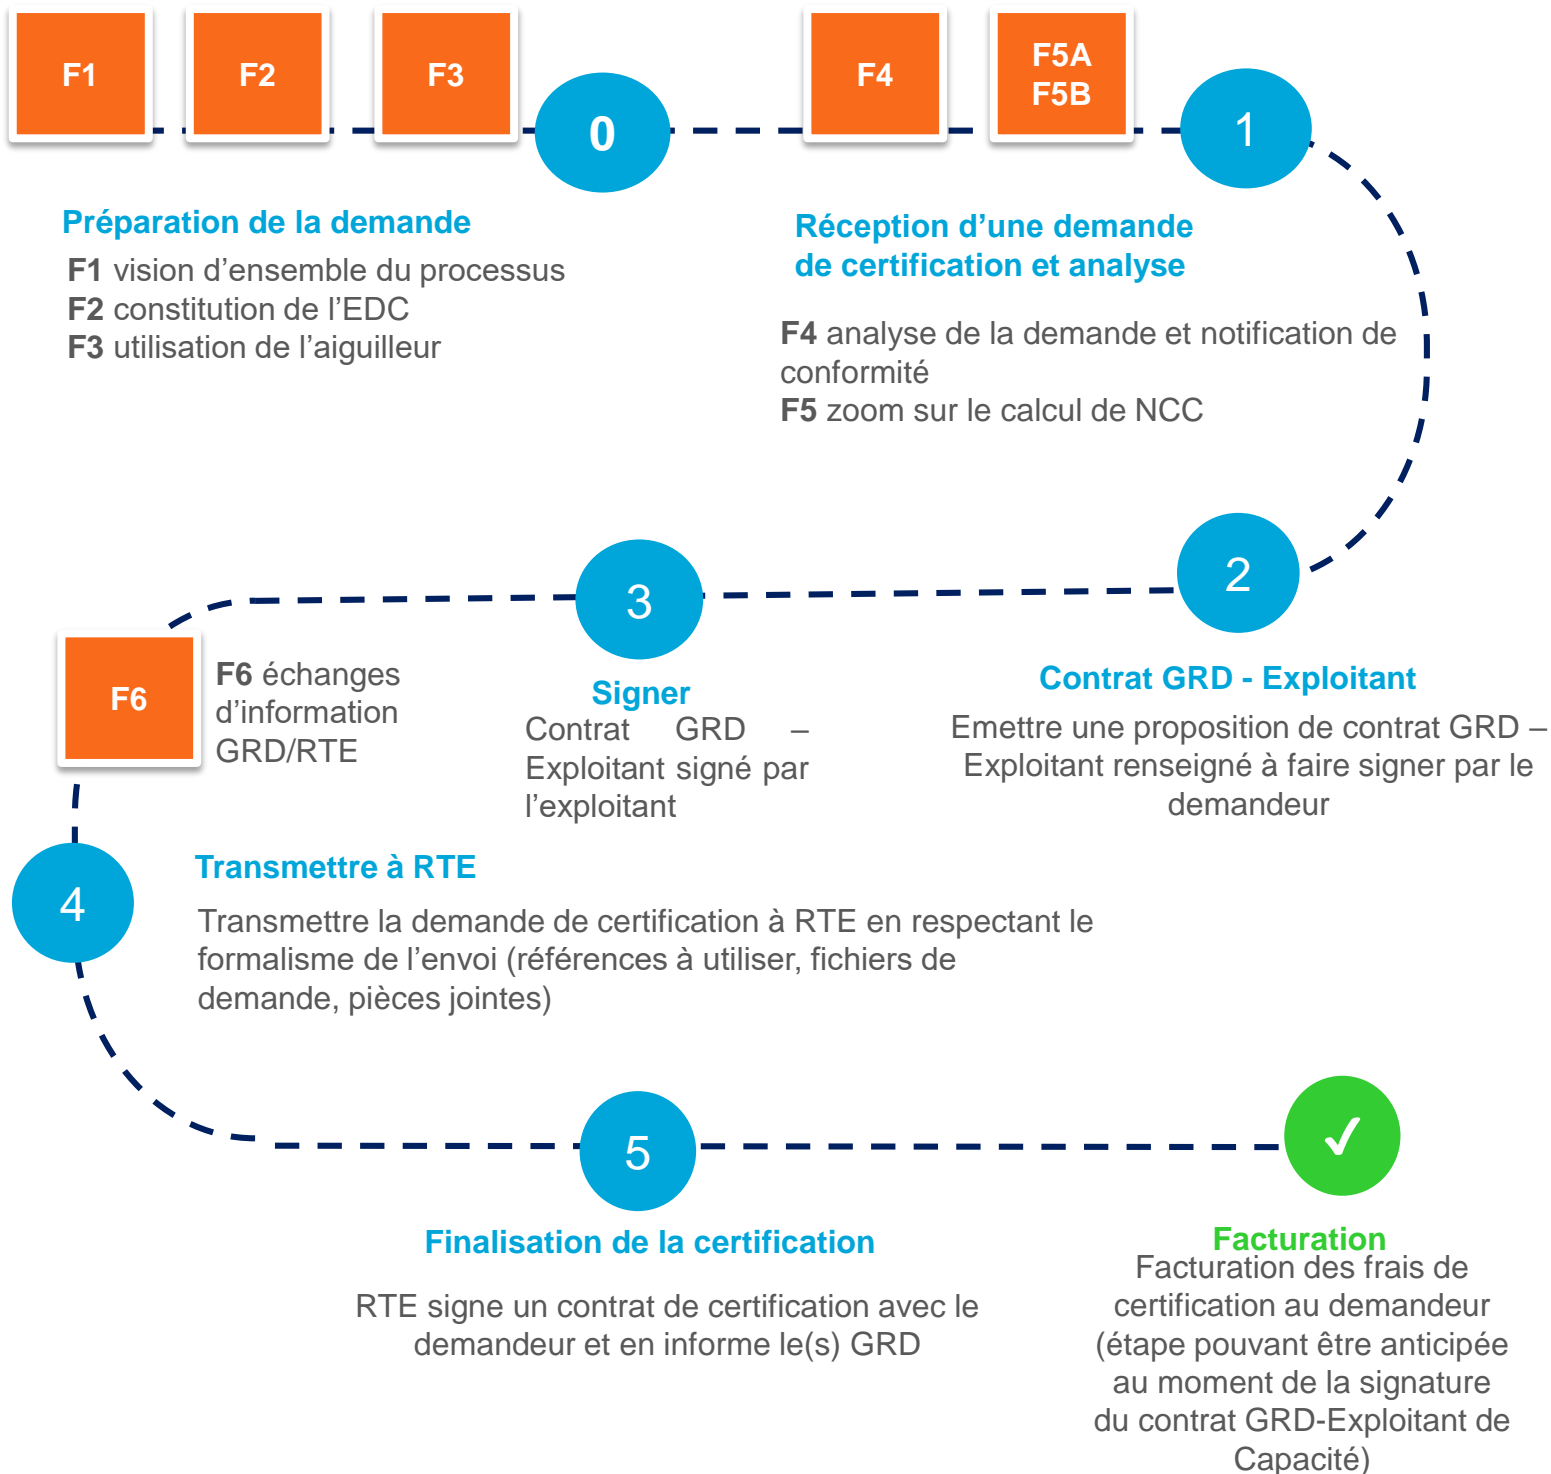 F1
F2
F3
0
F4
F5A
F5B
1
Préparation de la demande
F1 vision d’ensemble du processus
F2 constitution de l’EDC
F3 utilisation de l’aiguilleur
Réception d’une demande
de certification et analyse
F4 analyse de la demande et notification de
conformité
F5 zoom sur le calcul de NCC
2
Contrat GRD - Exploitant
Emettre une proposition de contrat GRD –
Exploitant renseigné à faire signer par le
demandeur
3
Signer
Contrat GRD –
Exploitant signé par
l’exploitant
F6
F6 échanges
d’information
GRD/RTE
4
Transmettre à RTE
Transmettre la demande de certification à RTE en respectant le
formalisme de l’envoi (références à utiliser, fichiers de
demande, pièces jointes)
5
Finalisation de la certification
RTE signe un contrat de certification avec le
demandeur et en informe le(s) GRD
Facturation
Facturation des frais de
certification au demandeur
(étape pouvant être anticipée
au moment de la signature
du contrat GRD-Exploitant de
Capacité)